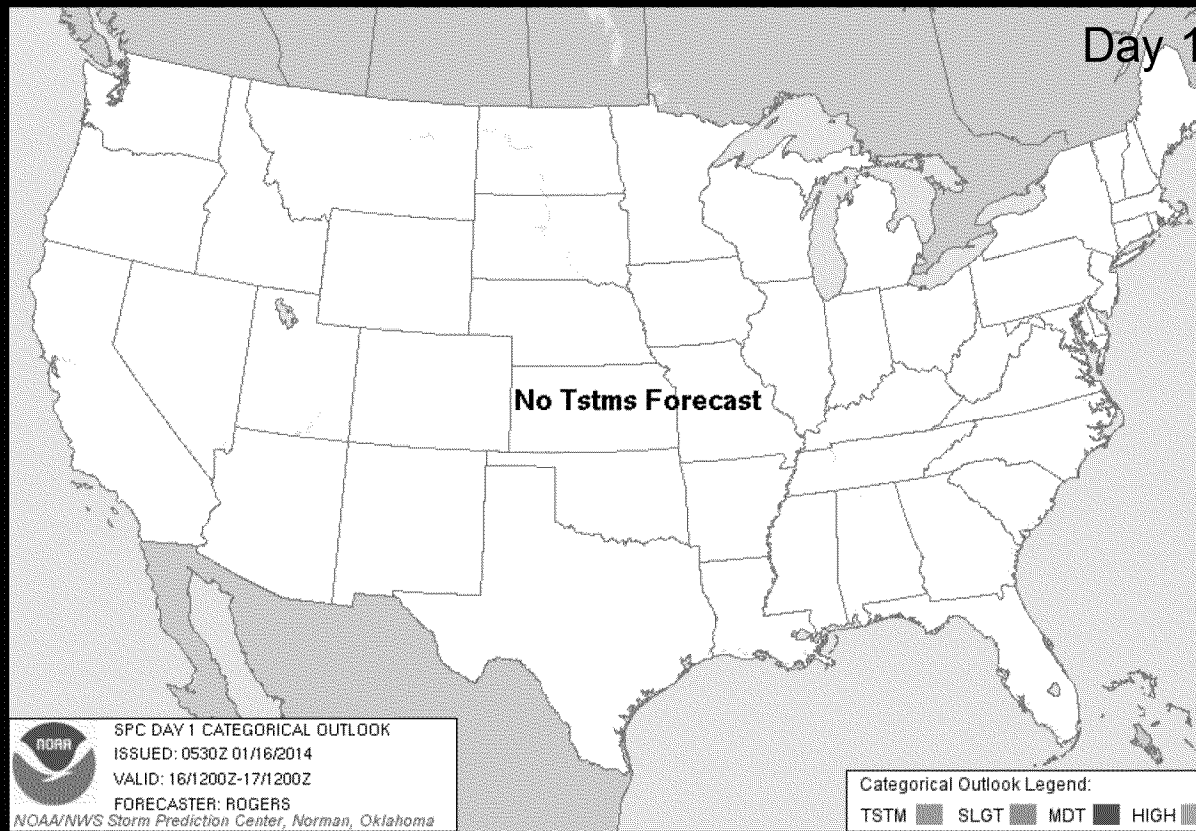 Day 1
No Tstms Forecast
NOAA
SPC DAY 1 CATEGORICAL OUTLOOK
ISSUED: 0530Z 01/16/2014
VALID: 16/1200Z-17/1200Z
FORECASTER: ROGERS
NOAA/NWS Storm Prediction Center, Norman, Oklahoma
Categorical Outlook Legend:
TSTM SLGT MDT HIGH